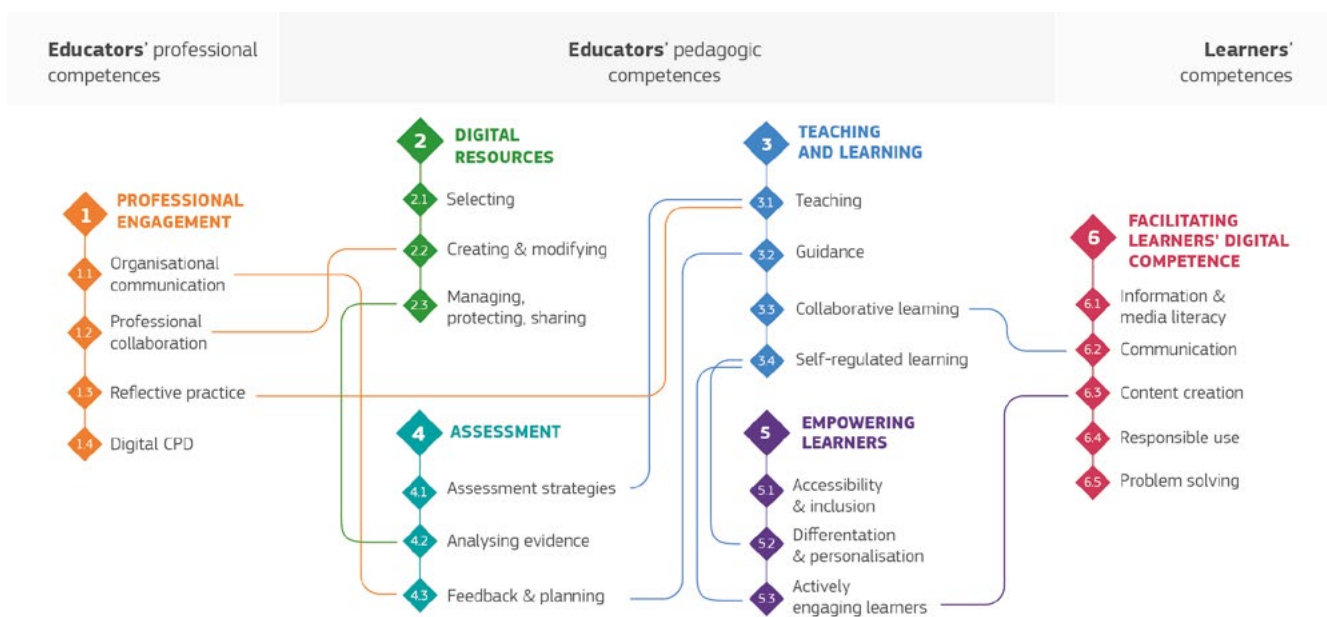 Educators' professional
competences
Educators' pedagogic
competences
Learners'
competences
1
PROFESSIONAL
ENGAGEMENT
1.1
Organisational
communication
1.2
Professional
collaboration
1.3
Reflective practice
1.4
Digital CPD
2
DIGITAL
RESOURCES
2.1
Selecting
2.2
Creating & modifying
2.3
Managing,
protecting, sharing
3
TEACHING
AND LEARNING
3.1
Teaching
3.2
Guidance
3.3
Collaborative learning
3.4
Self-regulated learning
4
ASSESSMENT
4.1
Assessment strategies
4.2
Analysing evidence
4.3
Feedback & planning
5
EMPOWERING
LEARNERS
5.1
Accessibility
& inclusion
5.2
Differentation
& personalisation
5.3
Actively
engaging learners
6
FACILITATING
LEARNERS' DIGITAL
COMPETENCE
6.1
Information &
media literacy
6.2
Communication
6.3
Content creation
6.4
Responsible use
6.5
Problem solving